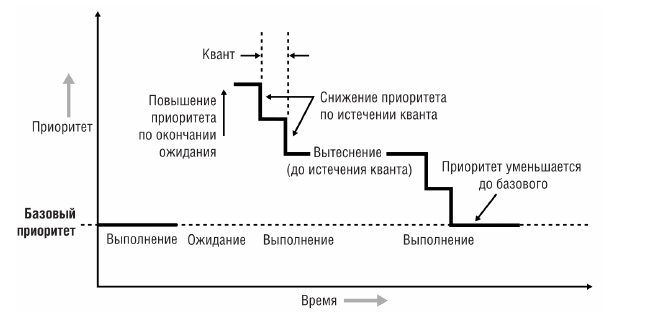 Квант
Повышение
приоритета
по окончании
ожидания
Снижение приоритета
по истечении кванта
Приоритет
Вытеснение
(до истечения кванта)
Приоритет уменьшается
до базового
Базовый
приоритет
Выполнение
Ожидание
Выполнение
Выполнение
Время